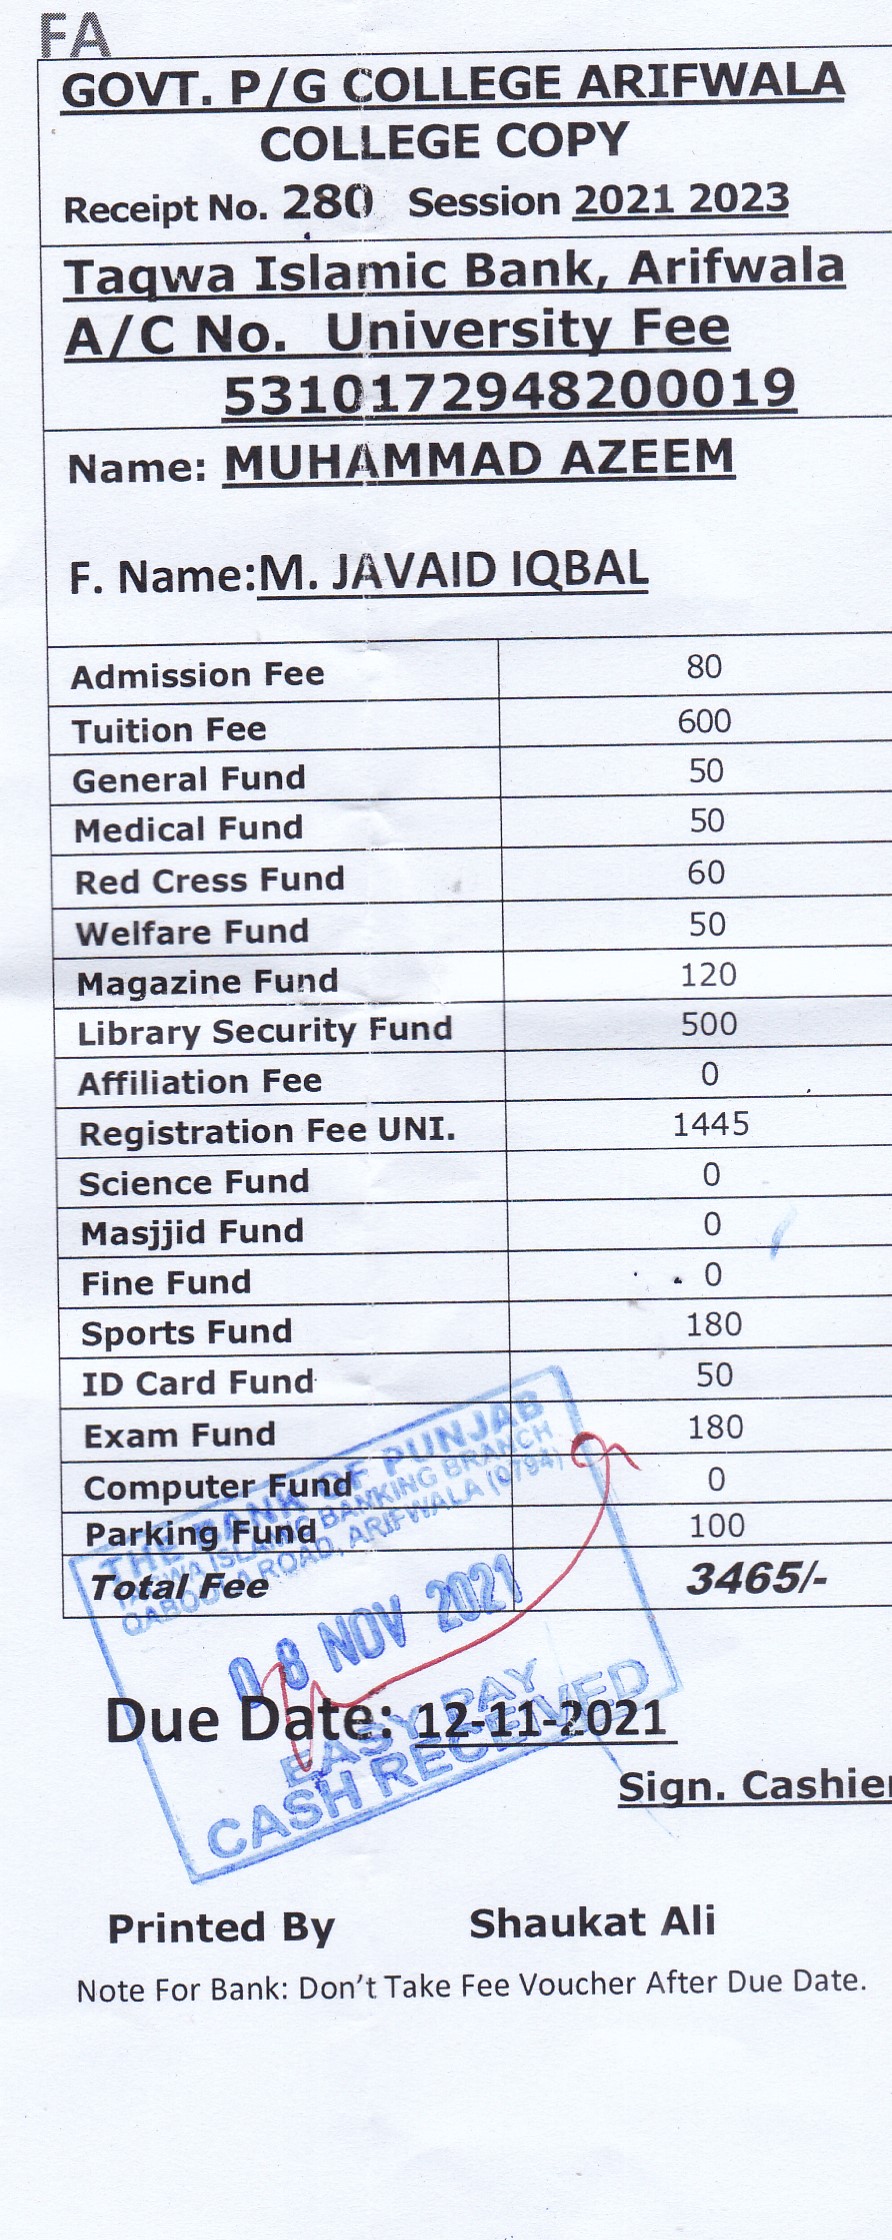 FA
GOVT. P/G COLLEGE ARIFWALA
COLLEGE COPY
Receipt No. 280 Session 2021 2023
Taqwa Islamic Bank, Arifwala
A/C No. University Fee
5310172948200019
Name: MUHAMMAD AZEEM
F. Name:M. JAVAID IQBAL
Admission Fee 80
Tuition Fee 600
General Fund 50
Medical Fund 50
Red Cress Fund 60
Welfare Fund 50
Magazine Fund 120
Library Security Fund 500
Affiliation Fee 0
Registration Fee UNI. 1445
Science Fund 0
Masjjid Fund 0
Fine Fund 0
Sports Fund 180
ID Card Fund 50
Exam Fund 180
Computer Fund 0
Parking Fund 100
Total Fee 3465/-
THE BANK OF PUNJAB
TAQWA ISLAMIC BANKING BRANCH
ROAD, ARIFWALA (0794)
08 NOV 2021
EASY PAY
CASH RECEIVED
Due Date: 12-11-2021
Sign. Cashier
Printed By Shaukat Ali
Note For Bank: Don't Take Fee Voucher After Due Date.